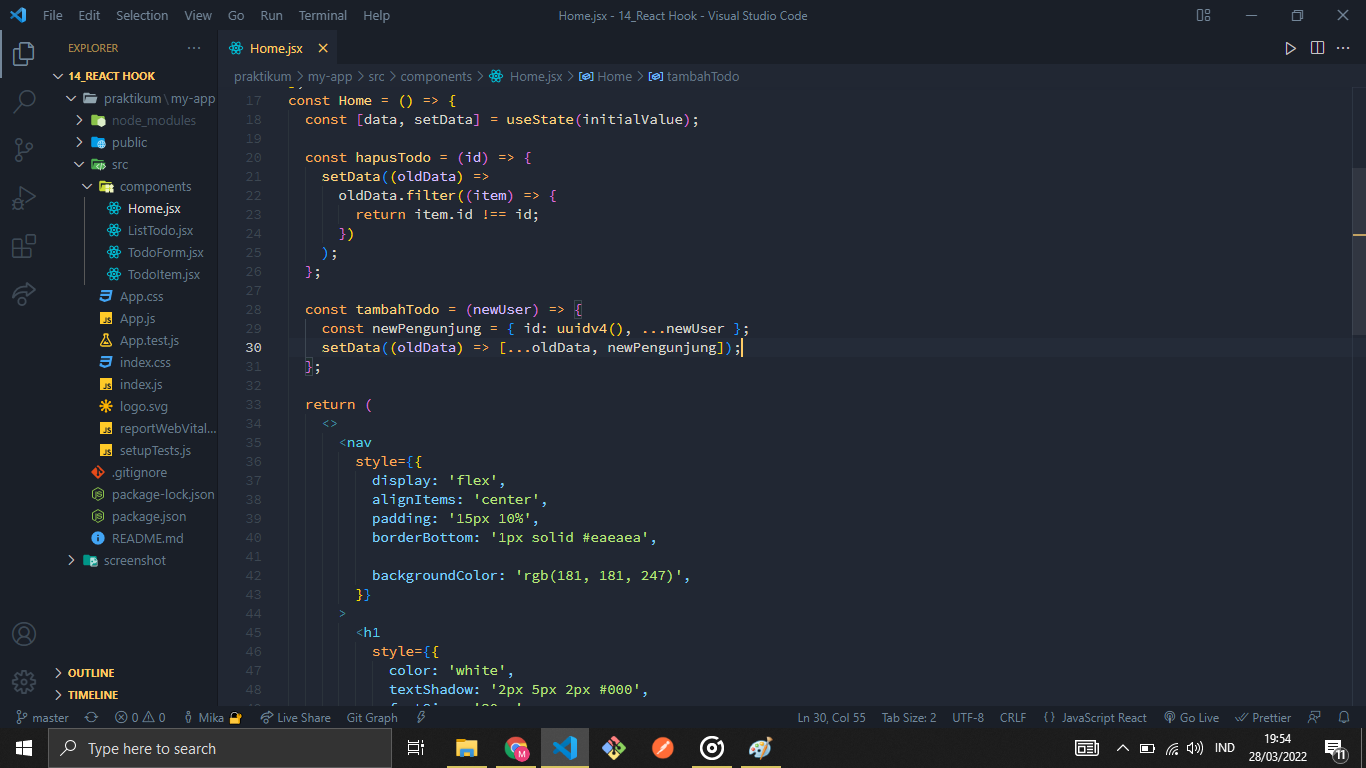 File Edit Selection View Go Run Terminal Help
Home.jsx - 14_React Hook - Visual Studio Code
EXPLORER
14_REACT HOOK
praktikum \ my-app
node_modules
public
src
components
Home.jsx
ListTodo.jsx
TodoForm.jsx
TodoItem.jsx
App.css
App.js
App.test.js
index.css
index.js
logo.svg
reportWebVital...
setupTests.js
.gitignore
package-lock.json
package.json
README.md
screenshot
OUTLINE
TIMELINE
Home.jsx
praktikum > my-app > src > components > Home.jsx > Home > tambahTodo
17 const Home = () => {
18 const [data, setData] = useState(initialValue);
19
20 const hapusTodo = (id) => {
21 setData((oldData) =>
22 oldData.filter((item) => {
23 return item.id !== id;
24 })
25 );
26 };
27
28 const tambahTodo = (newUser) => {
29 const newPengunjung = { id: uuidv4(), ...newUser };
30 setData((oldData) => [...oldData, newPengunjung]);
31 };
32
33 return (
34 <>
35 <nav
36 style={{
37 display: 'flex',
38 alignItems: 'center',
39 padding: '15px 10%',
40 borderBottom: '1px solid #eaeaea',
41
42 backgroundColor: 'rgb(181, 181, 247)',
43 }}
44 >
45 <h1
46 style={{
47 color: 'white',
48 textShadow: '2px 5px 2px #000',
master
0 0
Mika
Live Share
Git Graph
Ln 30, Col 55
Tab Size: 2
UTF-8
CRLF
JavaScript React
Go Live
Prettier
Type here to search
IND
19:54
28/03/2022
11